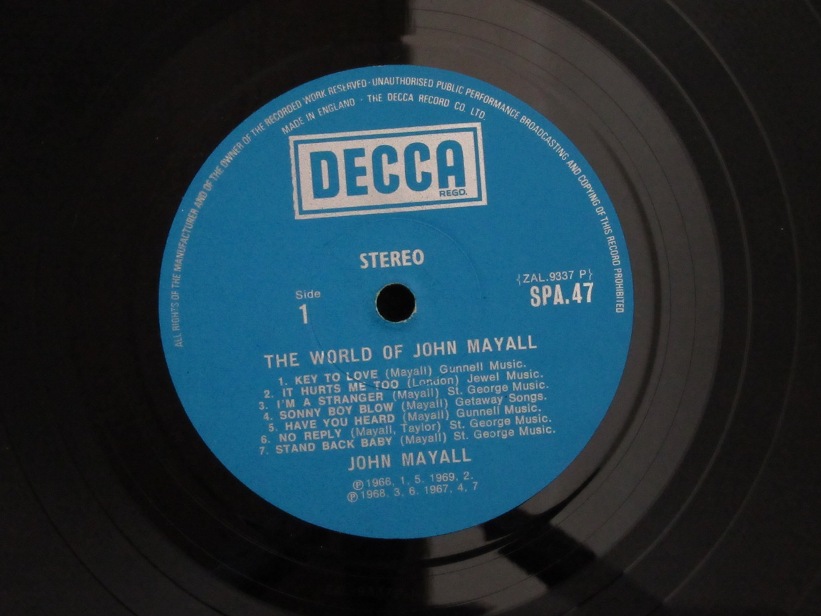 ALL RIGHTS OF THE MANUFACTURER AND OF THE OWNER OF THE RECORDED WORK RESERVED · UNAUTHORISED PUBLIC PERFORMANCE BROADCASTING AND COPYING OF THIS RECORD PROHIBITED
MADE IN ENGLAND · THE DECCA RECORD CO. LTD.
DECCA
REGD.
STEREO
Side
1
{ZAL.9337 P}
SPA.47
THE WORLD OF JOHN MAYALL
1. KEY TO LOVE (Mayall) Gunnell Music.
2. IT HURTS ME TOO (London) Jewel Music.
3. I'M A STRANGER (Mayall) St. George Music.
4. SONNY BOY BLOW (Mayall) Getaway Songs.
5. HAVE YOU HEARD (Mayall) Gunnell Music.
6. NO REPLY (Mayall, Taylor) St. George Music.
7. STAND BACK BABY (Mayall) St. George Music.
JOHN MAYALL
℗1966. 1. 5. 1969. 2.
℗1968. 3. 6. 1967. 4. 7